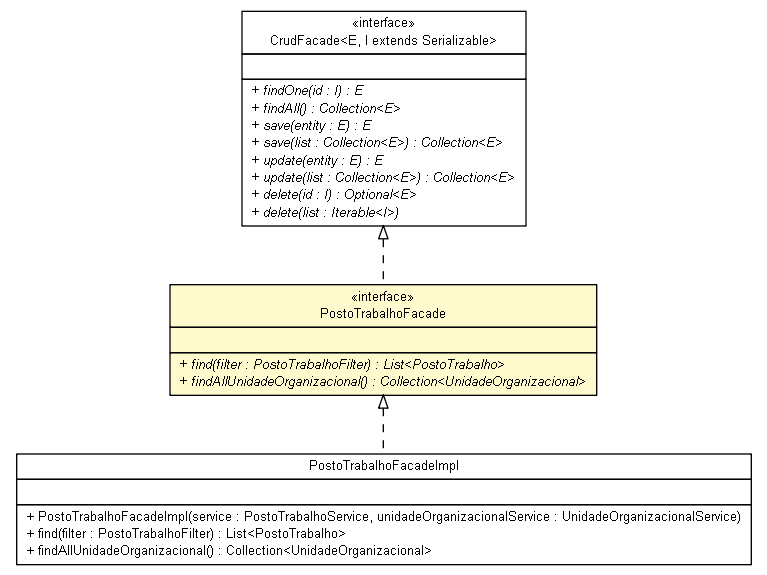 «interface»
CrudFacade<E, I extends Serializable>
+ findOne(id : I) : E
+ findAll() : Collection<E>
+ save(entity : E) : E
+ save(list : Collection<E>) : Collection<E>
+ update(entity : E) : E
+ update(list : Collection<E>) : Collection<E>
+ delete(id : I) : Optional<E>
+ delete(list : Iterable<I>)
«interface»
PostoTrabalhoFacade
+ find(filter : PostoTrabalhoFilter) : List<PostoTrabalho>
+ findAllUnidadeOrganizacional() : Collection<UnidadeOrganizacional>
PostoTrabalhoFacadeImpl
+ PostoTrabalhoFacadeImpl(service : PostoTrabalhoService, unidadeOrganizacionalService : UnidadeOrganizacionalService)
+ find(filter : PostoTrabalhoFilter) : List<PostoTrabalho>
+ findAllUnidadeOrganizacional() : Collection<UnidadeOrganizacional>